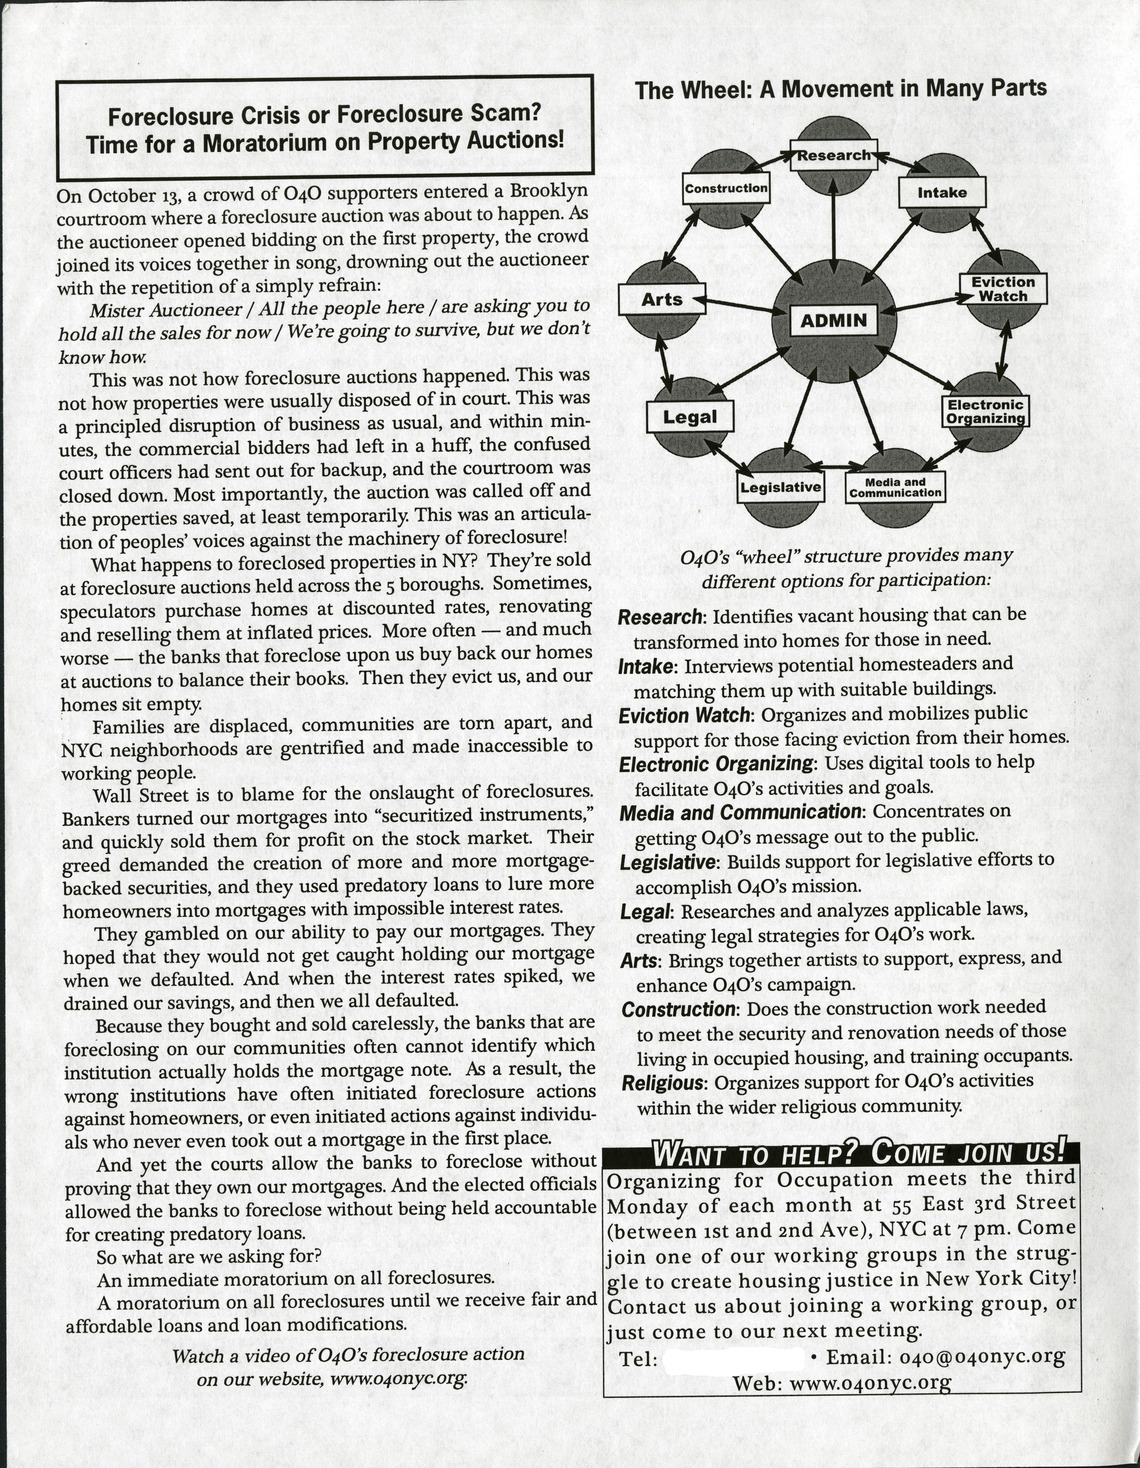 Foreclosure Crisis or Foreclosure Scam?
Time for a Moratorium on Property Auctions!
On October 13, a crowd of O4O supporters entered a Brooklyn
courtroom where a foreclosure auction was about to happen. As
the auctioneer opened bidding on the first property, the crowd
joined its voices together in song, drowning out the auctioneer
with the repetition of a simply refrain:
Mister Auctioneer / All the people here / are asking you to
hold all the sales for now / We're going to survive, but we don't
know how.
This was not how foreclosure auctions happened. This was
not how properties were usually disposed of in court. This was
a principled disruption of business as usual, and within min-
utes, the commercial bidders had left in a huff, the confused
court officers had sent out for backup, and the courtroom was
closed down. Most importantly, the auction was called off and
the properties saved, at least temporarily. This was an articula-
tion of peoples' voices against the machinery of foreclosure!
What happens to foreclosed properties in NY? They're sold
at foreclosure auctions held across the 5 boroughs. Sometimes,
speculators purchase homes at discounted rates, renovating
and reselling them at inflated prices. More often — and much
worse — the banks that foreclose upon us buy back our homes
at auctions to balance their books. Then they evict us, and our
homes sit empty.
Families are displaced, communities are torn apart, and
NYC neighborhoods are gentrified and made inaccessible to
working people.
Wall Street is to blame for the onslaught of foreclosures.
Bankers turned our mortgages into "securitized instruments,"
and quickly sold them for profit on the stock market. Their
greed demanded the creation of more and more mortgage-
backed securities, and they used predatory loans to lure more
homeowners into mortgages with impossible interest rates.
They gambled on our ability to pay our mortgages. They
hoped that they would not get caught holding our mortgage
when we defaulted. And when the interest rates spiked, we
drained our savings, and then we all defaulted.
Because they bought and sold carelessly, the banks that are
foreclosing on our communities often cannot identify which
institution actually holds the mortgage note. As a result, the
wrong institutions have often initiated foreclosure actions
against homeowners, or even initiated actions against individu-
als who never even took out a mortgage in the first place.
And yet the courts allow the banks to foreclose without
proving that they own our mortgages. And the elected officials
allowed the banks to foreclose without being held accountable
for creating predatory loans.
So what are we asking for?
An immediate moratorium on all foreclosures.
A moratorium on all foreclosures until we receive fair and
affordable loans and loan modifications.
Watch a video of O4O's foreclosure action
on our website, www.o4onyc.org.
The Wheel: A Movement in Many Parts
Research
Construction
Intake
Arts
Eviction
Watch
ADMIN
Legal
Electronic
Organizing
Legislative
Media and
Communication
O4O's "wheel" structure provides many
different options for participation:
Research: Identifies vacant housing that can be
transformed into homes for those in need.
Intake: Interviews potential homesteaders and
matching them up with suitable buildings.
Eviction Watch: Organizes and mobilizes public
support for those facing eviction from their homes.
Electronic Organizing: Uses digital tools to help
facilitate O4O's activities and goals.
Media and Communication: Concentrates on
getting O4O's message out to the public.
Legislative: Builds support for legislative efforts to
accomplish O4O's mission.
Legal: Researches and analyzes applicable laws,
creating legal strategies for O4O's work.
Arts: Brings together artists to support, express, and
enhance O4O's campaign.
Construction: Does the construction work needed
to meet the security and renovation needs of those
living in occupied housing, and training occupants.
Religious: Organizes support for O4O's activities
within the wider religious community.
WANT TO HELP? COME JOIN US!
Organizing for Occupation meets the third
Monday of each month at 55 East 3rd Street
(between 1st and 2nd Ave), NYC at 7 pm. Come
join one of our working groups in the strug-
gle to create housing justice in New York City!
Contact us about joining a working group, or
just come to our next meeting.
Tel: • Email: o4o@o4onyc.org
Web: www.o4onyc.org